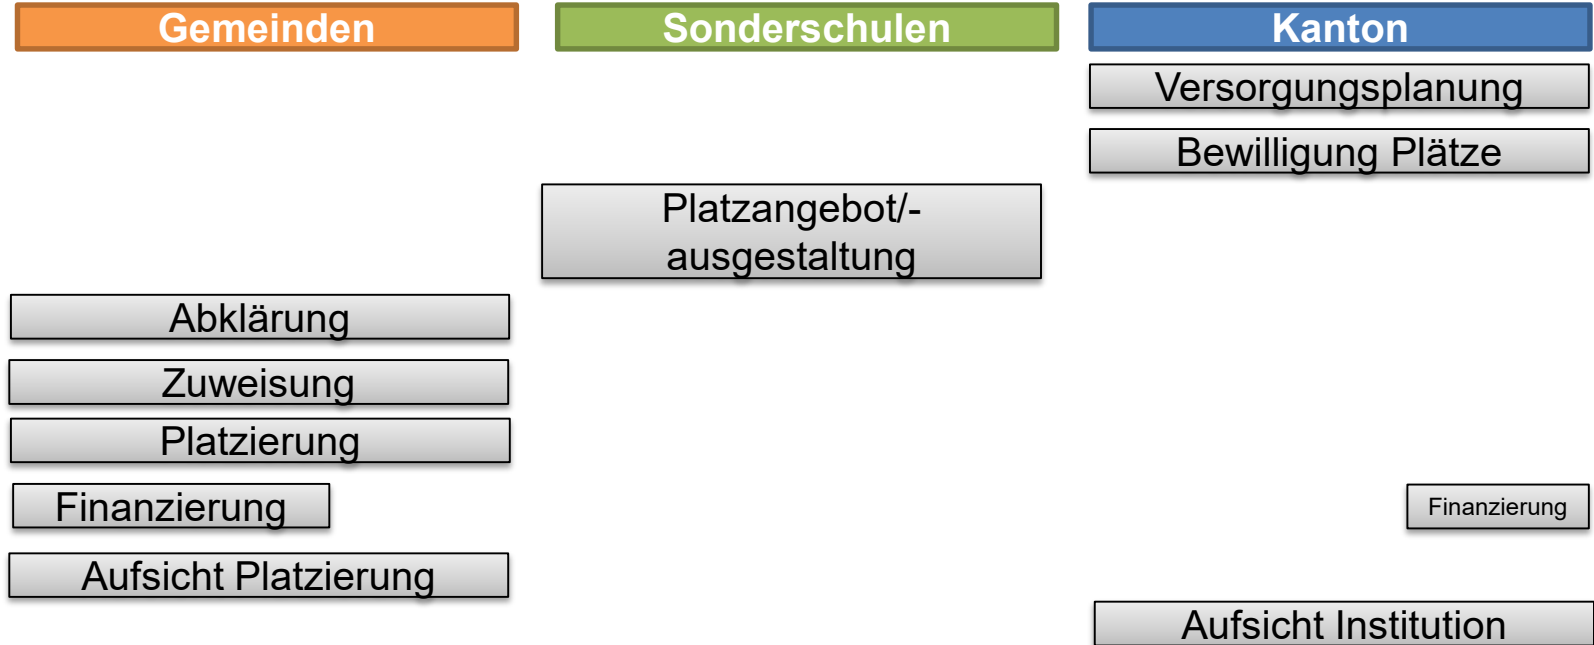 Gemeinden
Sonderschulen
Kanton
Versorgungsplanung
Bewilligung Plätze
Platzangebot/-
ausgestaltung
Abklärung
Zuweisung
Platzierung
Finanzierung
Finanzierung
Aufsicht Platzierung
Aufsicht Institution